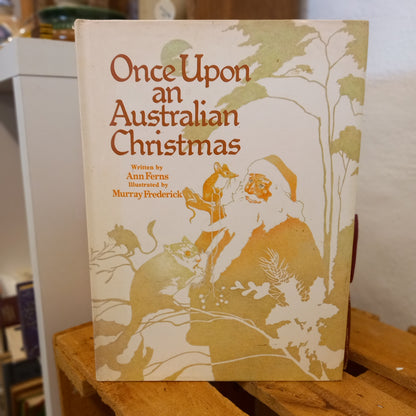 Once Upon
an
Australian
Christmas
Written by
Ann Ferns
Illustrated by
Murray Frederick